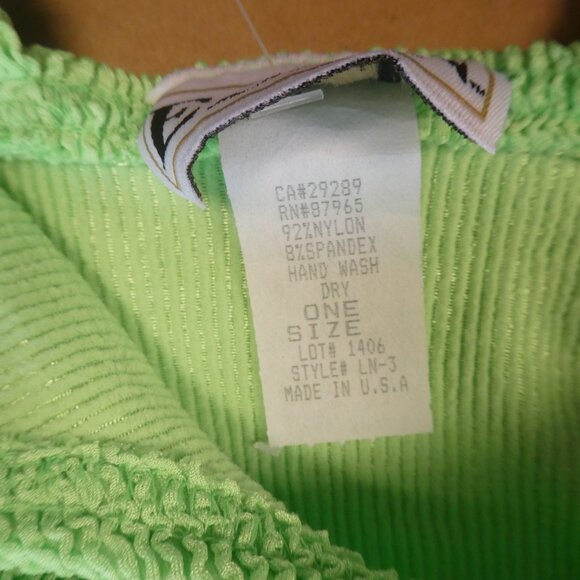 CA#29289
RN#87965
92%NYLON
8%SPANDEX
HAND WASH
DRY
ONE
SIZE
LOT# 1406
STYLE# LN-3
MADE IN U.S.A